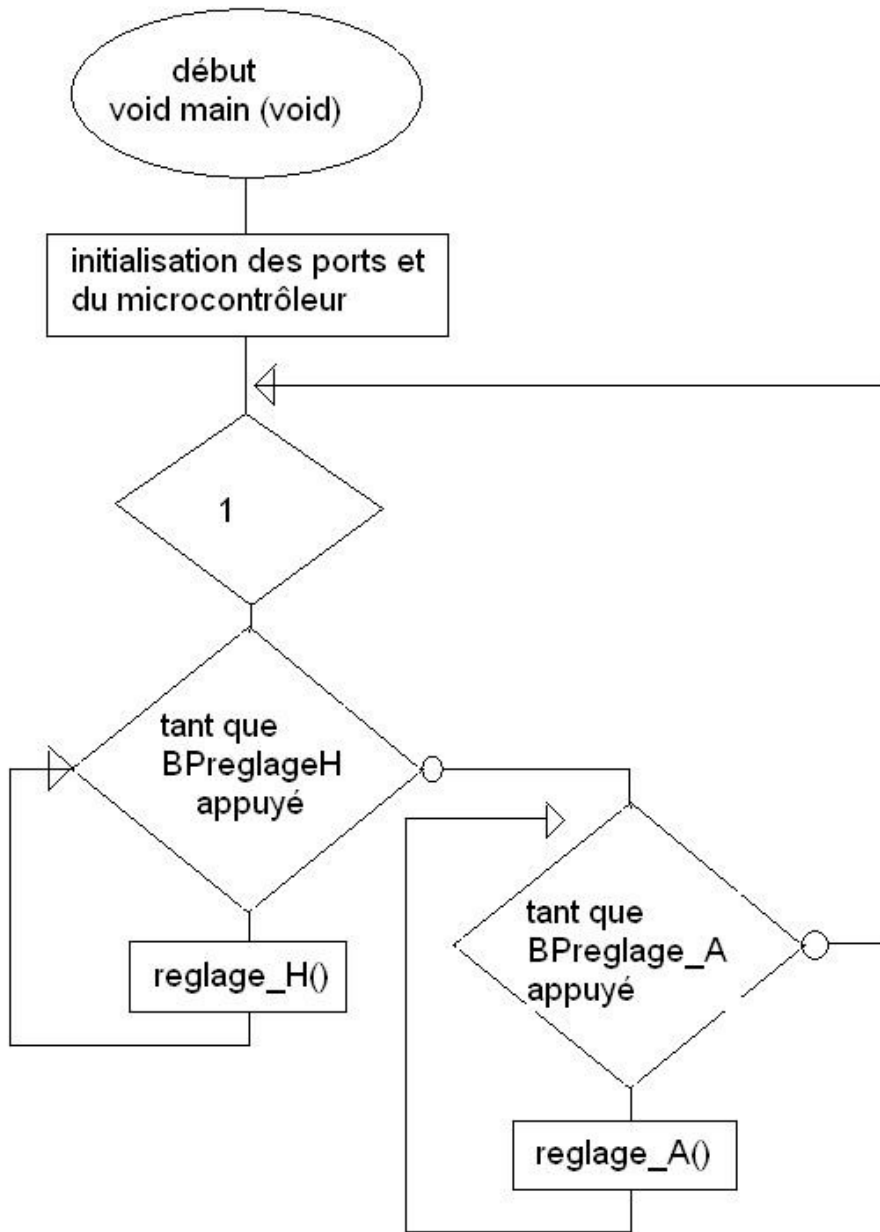 début
void main (void)
initialisation des ports et
du microcontrôleur
1
tant que
BPreglageH
appuyé
reglage_H()
tant que
BPreglage_A
appuyé
reglage_A()